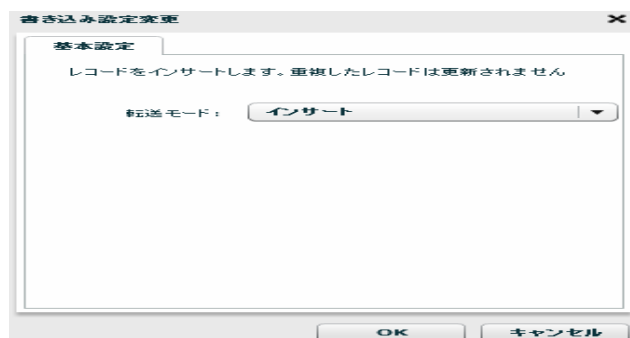 書き込み設定変更
基本設定
レコードをインサートします。重複したレコードは更新されません
転送モード：
インサート
OK
キャンセル